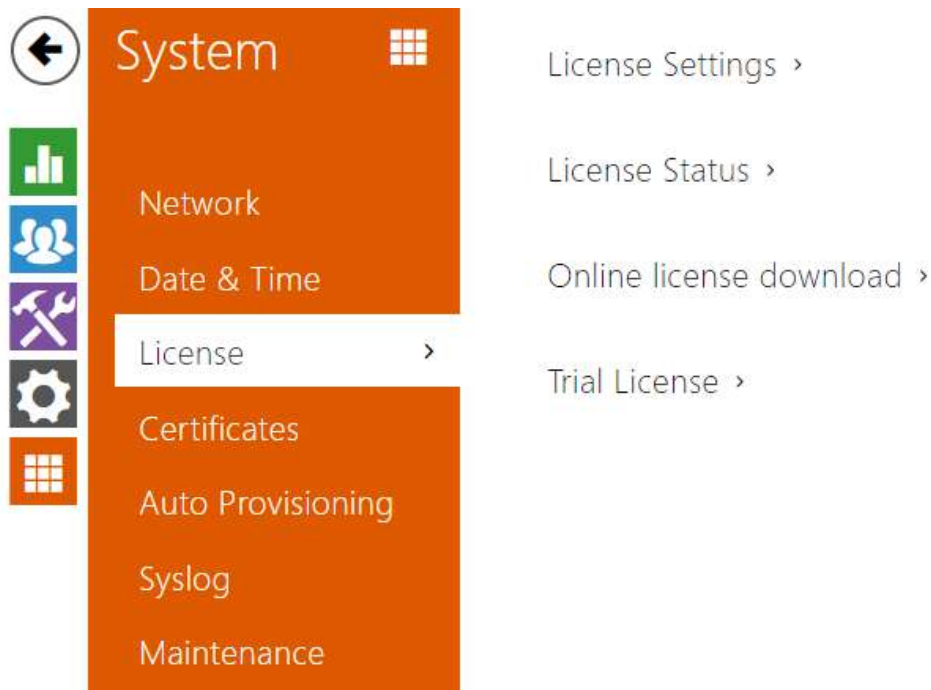 System
Network
Date & Time
License
Certificates
Auto Provisioning
Syslog
Maintenance
License Settings
License Status
Online license download
Trial License